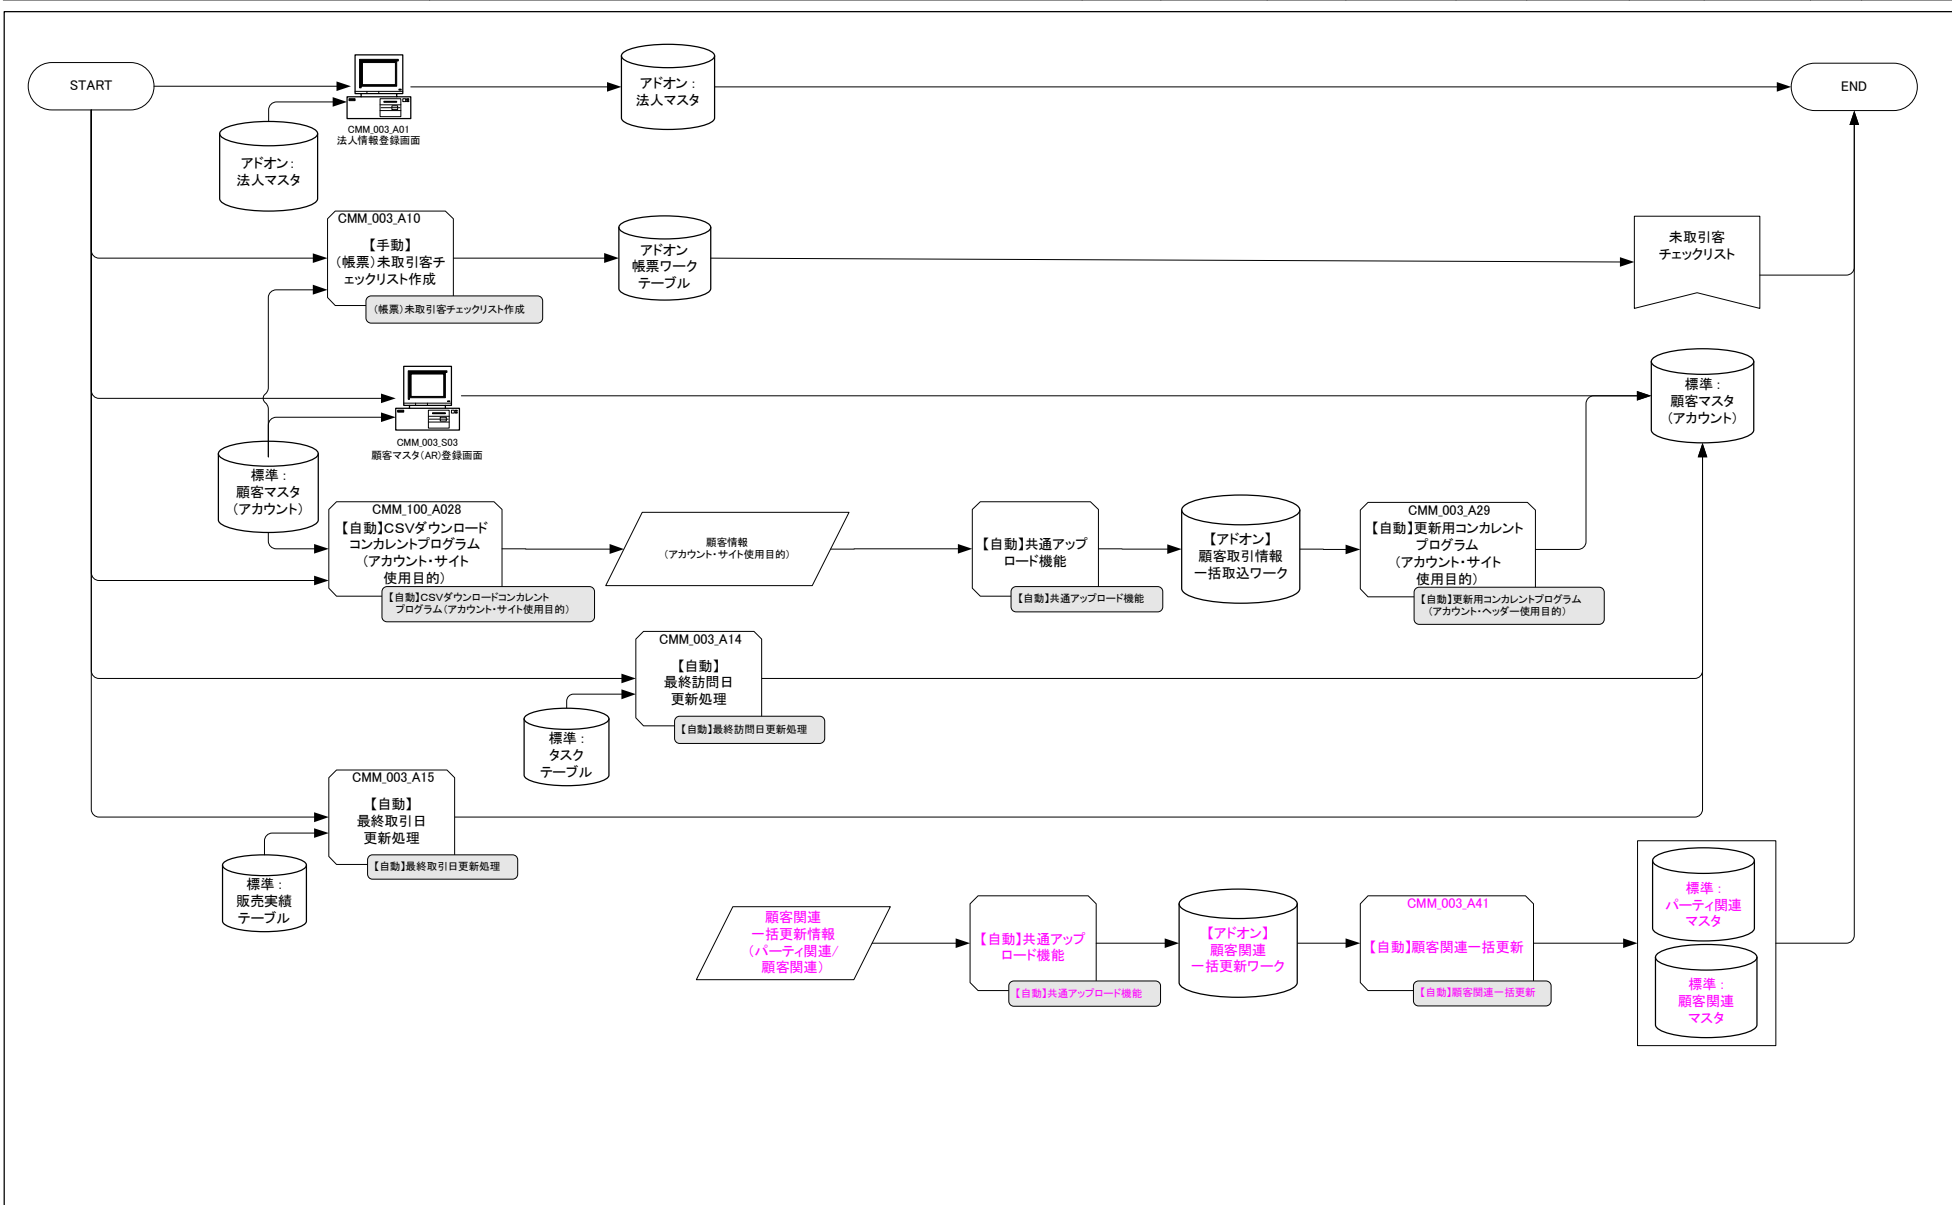 START
CMM_003_A01
法人情報登録画面
アドオン：
法人マスタ
END
アドオン：
法人マスタ
CMM_003_A10
【手動】
（帳票）未取引客チ
ェックリスト作成
（帳票）未取引客チェックリスト作成
アドオン
帳票ワーク
テーブル
未取引客
チェックリスト
CMM_003_S03
顧客マスタ（AR）登録画面
標準：
顧客マスタ
（アカウント）
標準：
顧客マスタ
（アカウント）
CMM_100_A028
【自動】CSVダウンロード
コンカレントプログラム
（アカウント・サイト
使用目的）
【自動】CSVダウンロードコンカレント
プログラム（アカウント・サイト使用目的）
顧客情報
（アカウント・サイト使用目的）
【自動】共通アップ
ロード機能
【自動】共通アップロード機能
【アドオン】
顧客取引情報
一括取込ワーク
CMM_003_A29
【自動】更新用コンカレント
プログラム
（アカウント・サイト
使用目的）
【自動】更新用コンカレントプログラム
（アカウント・ヘッダー使用目的）
CMM_003_A14
【自動】
最終訪問日
更新処理
【自動】最終訪問日更新処理
標準：
タスク
テーブル
CMM_003_A15
【自動】
最終取引日
更新処理
【自動】最終取引日更新処理
標準：
販売実績
テーブル
顧客関連
一括更新情報
（パーティ関連/
顧客関連）
【自動】共通アップ
ロード機能
【自動】共通アップロード機能
【アドオン】
顧客関連
一括更新ワーク
CMM_003_A41
【自動】顧客関連一括更新
【自動】顧客関連一括更新
標準：
パーティ関連
マスタ
標準：
顧客関連
マスタ